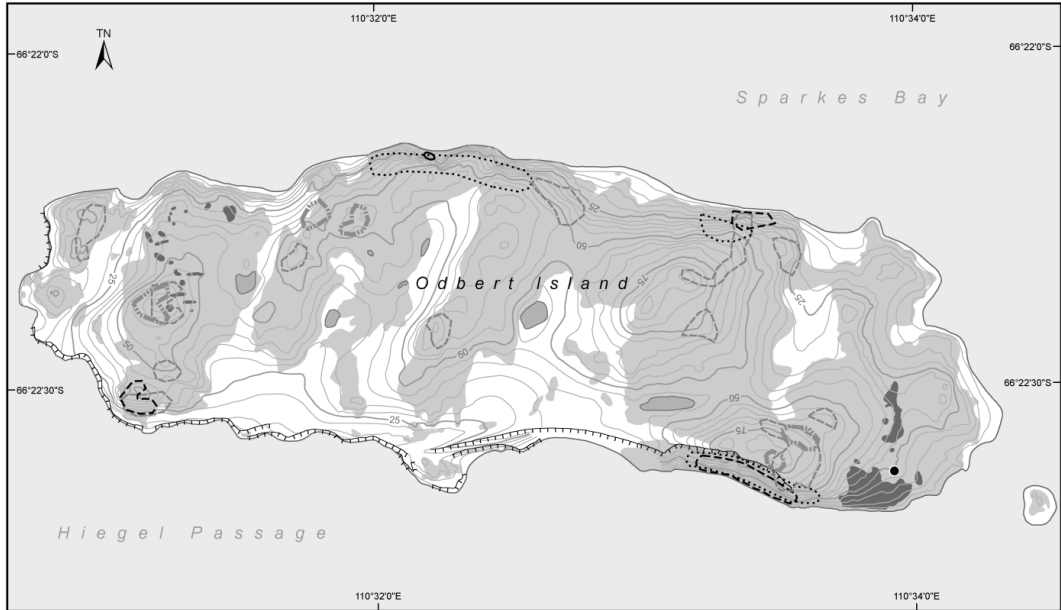 110°32'0"E
110°34'0"E
66°22'0"S
TN
66°22'0"S
Sparkes Bay
25
50
75
Odbert Island
25
25
50
50
66°22'30"S
66°22'30"S
50
25
75
Hiegel Passage
110°32'0"E
110°34'0"E